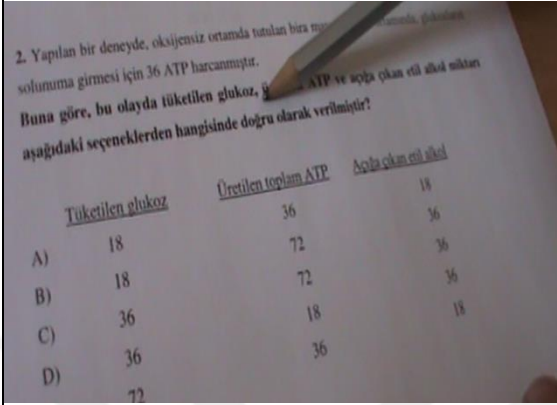 2. Yapılan bir deneyde, oksijensiz ortamda tutulan bira
solunuma girmesi için 36 ATP harcanmıştır.
Buna göre, bu olayda tüketilen glukoz, ATP ve açığa çıkan etil alkol miktarı
aşağıdaki seçeneklerden hangisinde doğru olarak verilmiştir?
Tüketilen glukoz Üretilen toplam ATP Açığa çıkan etil alkol
A) 18 36 18
B) 18 72 36
C) 36 72 36
D) 36 18 36
72 36 18